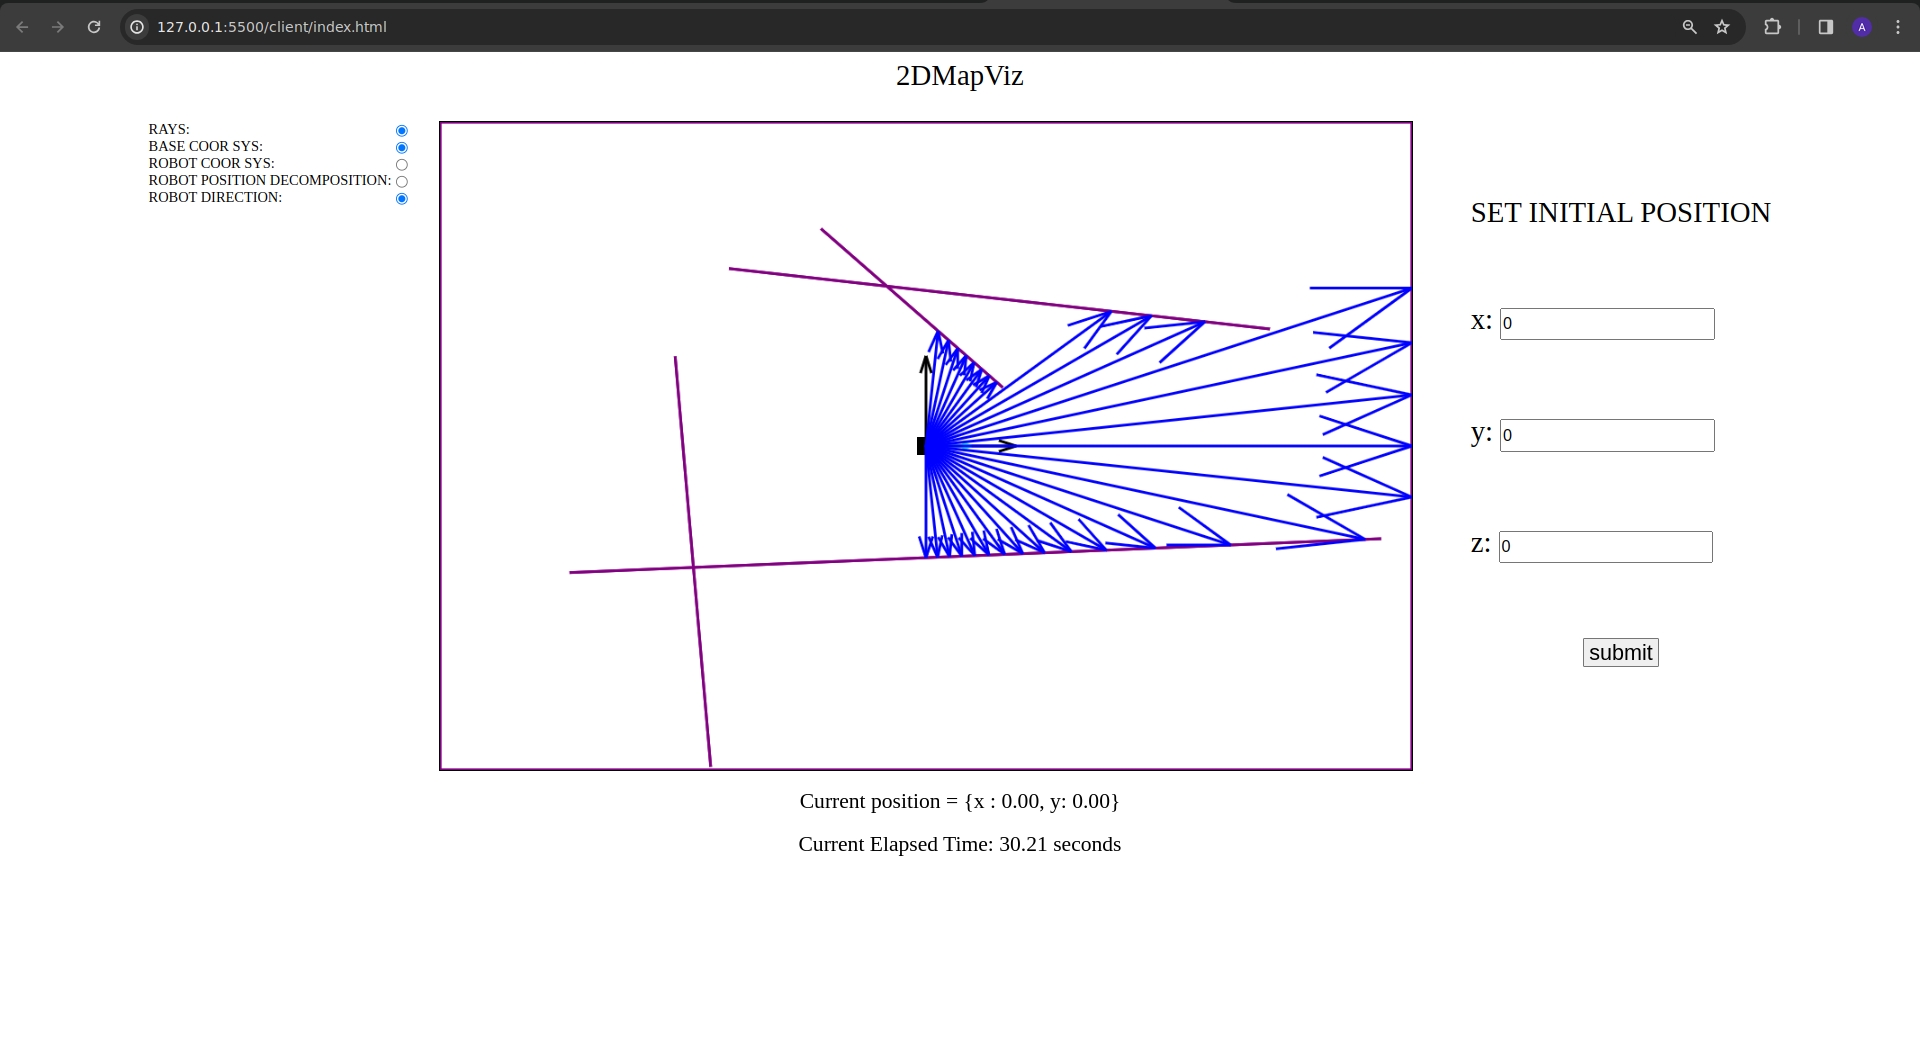 127.0.0.1:5500/client/index.html
A
2DMapViz
RAYS:
BASE COOR SYS:
ROBOT COOR SYS:
ROBOT POSITION DECOMPOSITION:
ROBOT DIRECTION:
SET INITIAL POSITION
x: 0
y: 0
z: 0
submit
Current position = {x : 0.00, y: 0.00}
Current Elapsed Time: 30.21 seconds